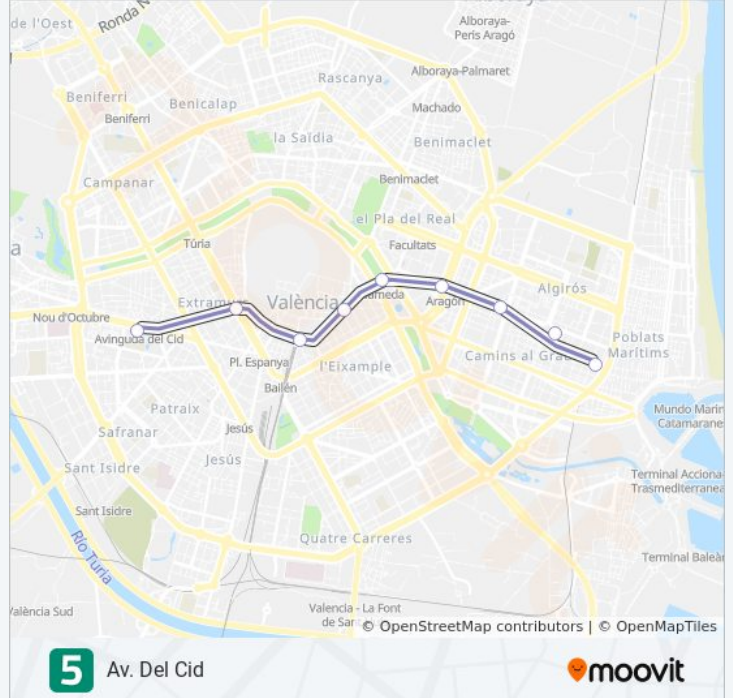 de l'Oest
Ronda N
Alboraya-
Peris Aragó
Rascanya
Alboraya-Palmaret
Beniferri
Benicalap
Machado
Beniferri
la Saïdia
Benimaclet
Campanar
Benimaclet
el Pla del Real
Túria
Facultats
a
Algirós
Extramurs
València
Alameda
Aragón
Nou d'Octubre
Avinguda del Cid
Poblats
Marítims
Pl. Espanya
l'Eixample
Camins al Grau
Bailén
Patraix
Mundo Marin
Catamarane
Safranar
Jesús
Jesús
Sant Isidre
Terminal Acciona
Trasmediterranea
Sant Isidre
Quatre Carreres
Río Turia
Terminal Baleàr
València Sud
Valencia - La Font
de Sant
© OpenStreetMap contributors | © OpenMapTiles
5 Av. Del Cid
moovit